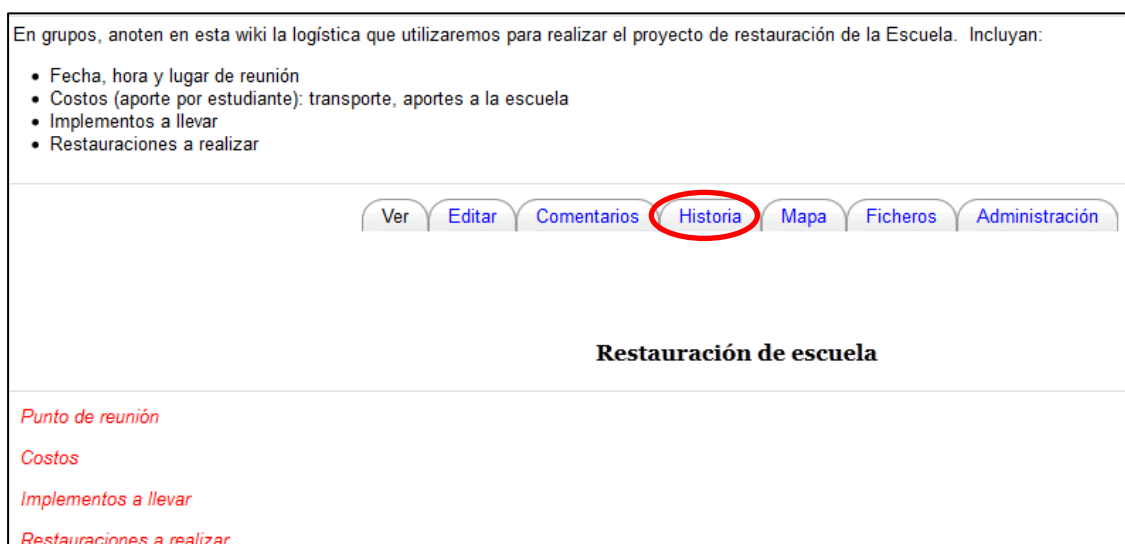 En grupos, anoten en esta wiki la logística que utilizaremos para realizar el proyecto de restauración de la Escuela.  Incluyan:
• Fecha, hora y lugar de reunión
• Costos (aporte por estudiante): transporte, aportes a la escuela
• Implementos a llevar
• Restauraciones a realizar
Ver Editar Comentarios Historia Mapa Ficheros Administración
Restauración de escuela
Punto de reunión
Costos
Implementos a llevar
Restauraciones a realizar